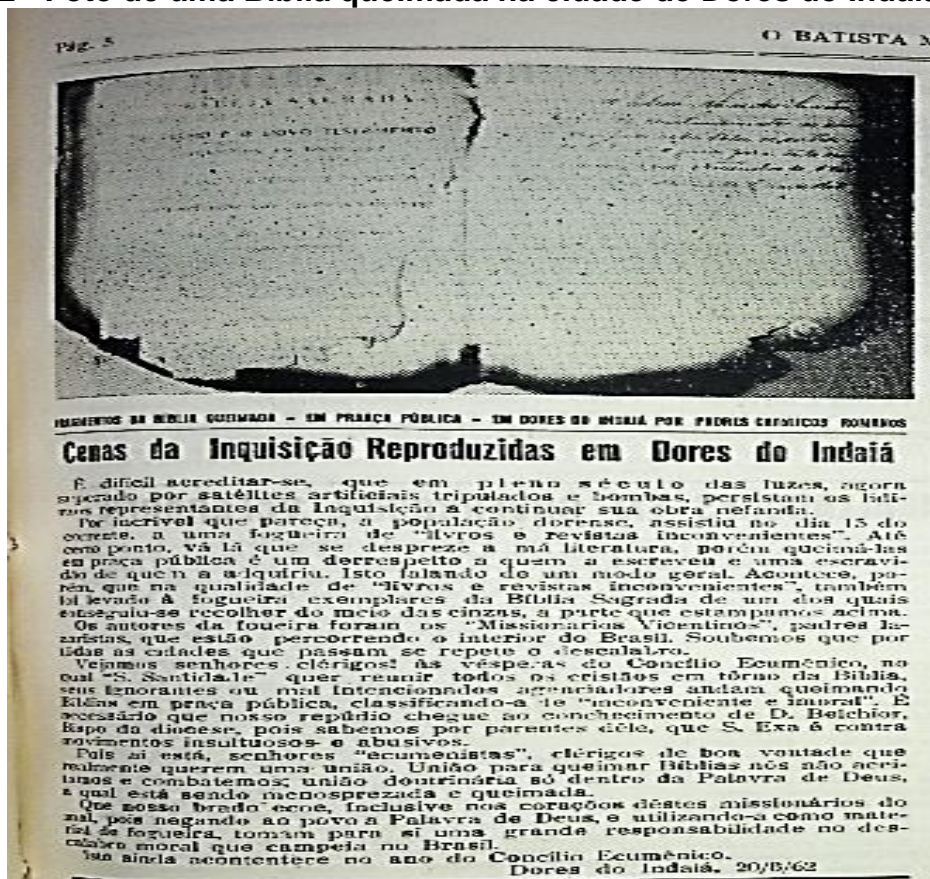 Foto de uma Bíblia queimada na cidade de Dores do Indaiá
Pág. 5
O BATISTA
BÍBLIA SAGRADA
O NOVO TESTAMENTO
DA BIBLIA QUEIMADA — EM PRAÇA PÚBLICA — EM DORES DO INDAIÁ POR PADRES CATOLICOS ROMANOS
Cenas da Inquisição Reproduzidas em Dores do Indaiá
É difícil acreditar-se, que em pleno século das luzes, agora
superado por satélites artificiais tripulados e bombas, persistam os
representantes da Inquisição a continuar sua obra nefanda.
Por incrível que pareça, a população dorense, assistiu no dia 15 do
corrente, a uma fogueira de "livros e revistas inconvenientes". Até
certo ponto, vá lá que se despreze a má literatura, porém queimá-las
em praça pública é um derrespeito a quem a escreveu e uma escravi-
dão de quem a adquiriu. Isto falando de um modo geral. Acontece, po-
rém, que na qualidade de "livros e revistas inconvenientes", também
foi levado à fogueira exemplares da Bíblia Sagrada de um dos quais
conseguiu-se recolher do meio das cinzas, a parte que estampamos acima.
Os autores da foueira foram os "Missionarios Vicentinos", padres la-
zaristas, que estão percorrendo o interior do Brasil. Soubemos que por
tôdas as cidades que passam se repete o descalabro.
Vejamos senhores clérigos! às vésperas do Concílio Ecumênico, no
qual "S. Santidade" quer reunir todos os cristãos em tôrno da Bíblia,
seus ignorantes ou mal intencionados agenciadores andam queimando
Bíblias em praça pública, classificando-a de "inconveniente e imoral". É
necessário que nosso repúdio chegue ao conchecimento de D. Belchior,
Bispo da diocese, pois sabemos por parentes dêle, que S. Exa é contra
movimentos insultuosos e abusivos.
Pois aí está, senhores "ecumenistas", clérigos de boa vontade que
realmente querem uma união. União para queimar Bíblias nós não acei-
tamos e combatemos; união doutrinária só dentro da Palavra de Deus,
a qual está sendo menosprezada e queimada.
Que nosso brado ecoe, inclusive nos corações dêstes missionários do
mal, pois negando ao povo a Palavra de Deus, e utilizando-a como mate-
rial de fogueira, tomam para si uma grande responsabilidade no des-
calabro moral que campeia no Brasil.
Isto ainda acontentece no ano do Concílio Ecumênico.
Dores do Indaiá, 20/8/62